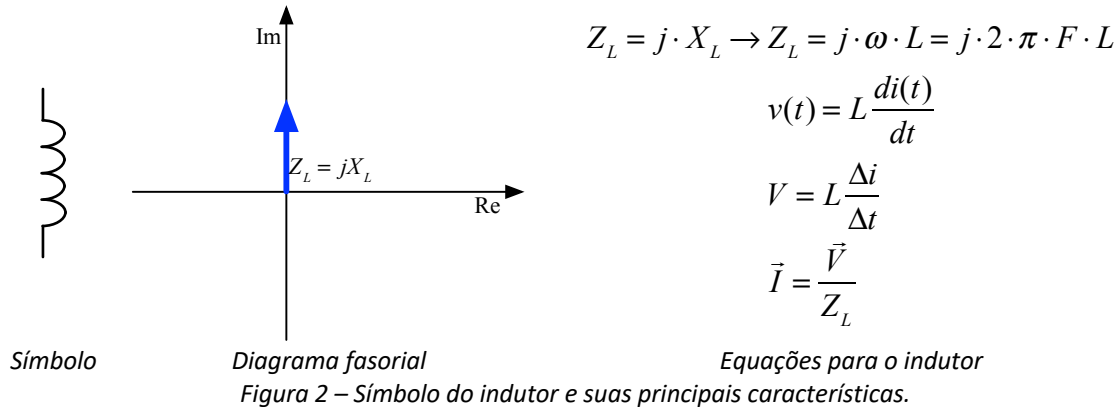 Im
Z_L = jX_L
Re
Z_L = j · X_L → Z_L = j · ω · L = j · 2 · π · F · L
v(t) = L di(t)/dt
V = L Δi/Δt
I⃗ = V⃗/Z_L
Símbolo Diagrama fasorial Equações para o indutor
Figura 2 – Símbolo do indutor e suas principais características.